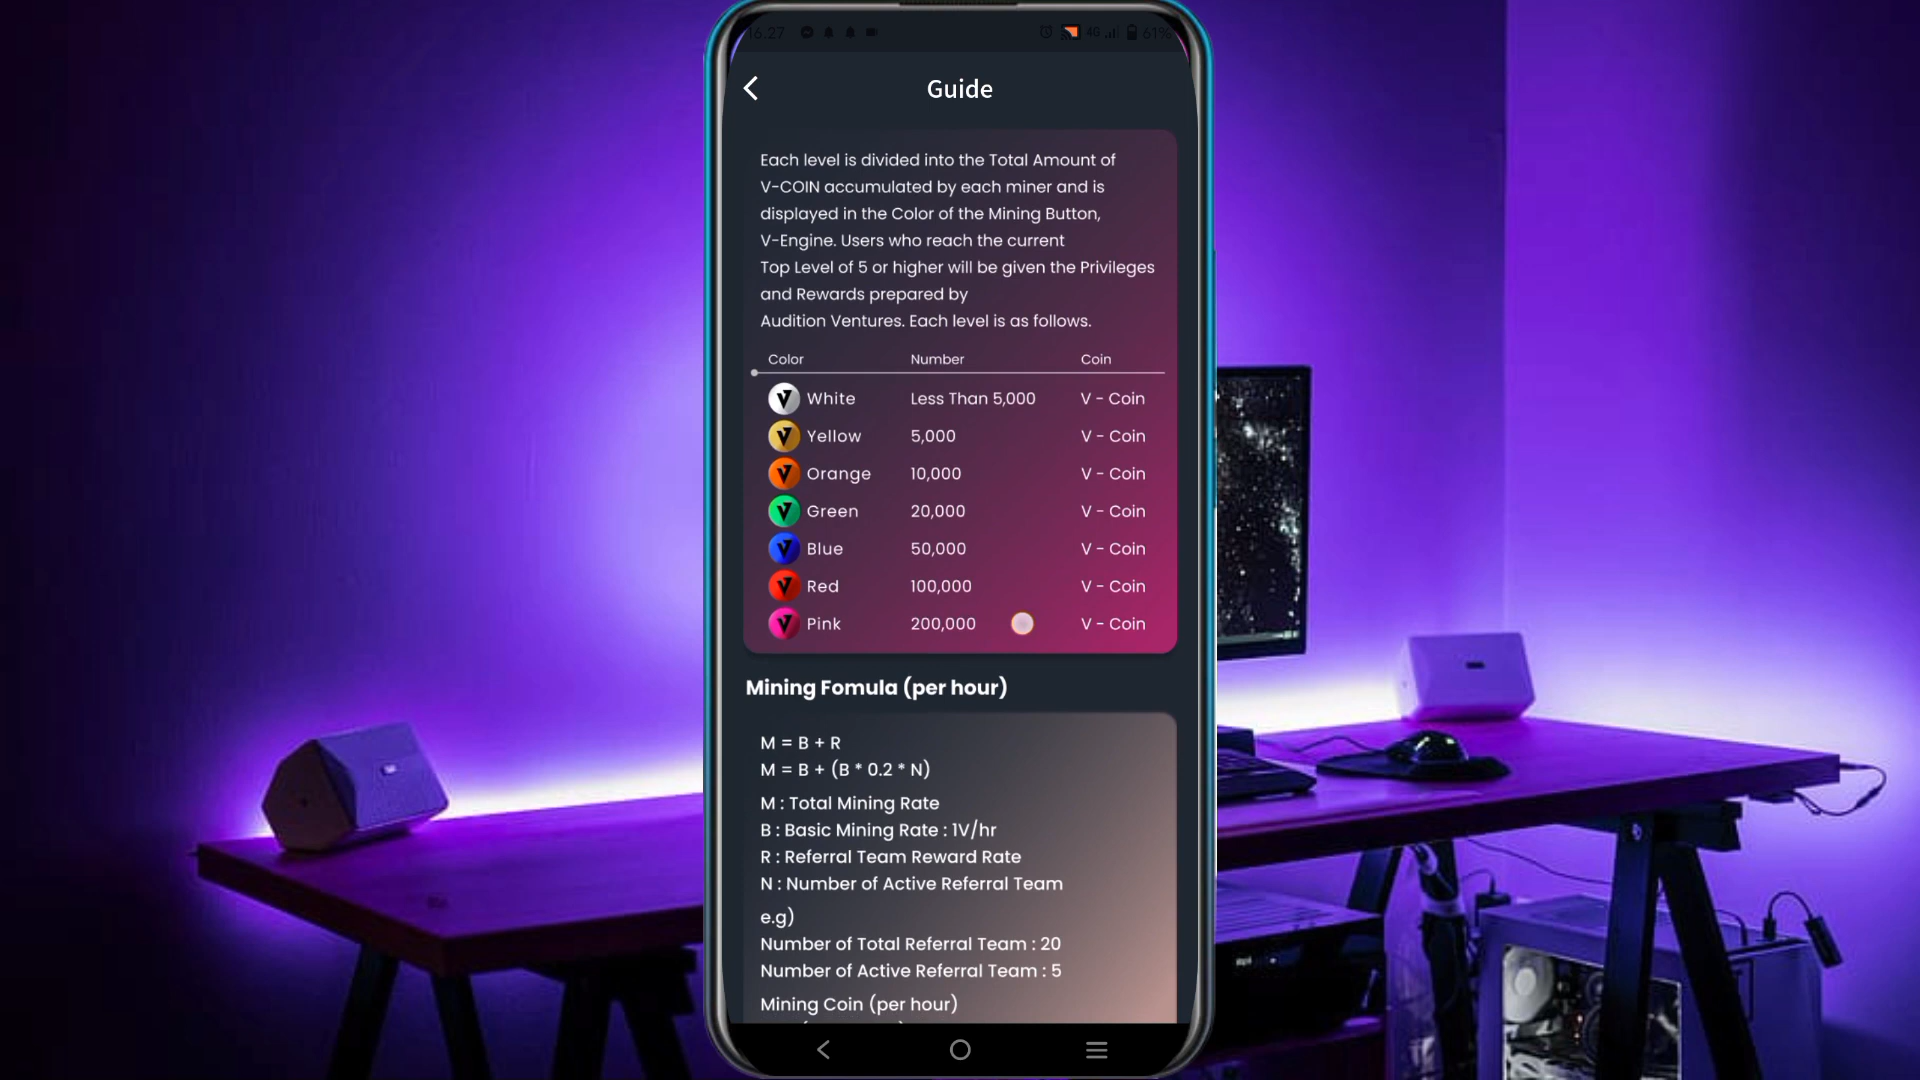 16.27
4G
61%
Guide
Each level is divided into the Total Amount of
V-COIN accumulated by each miner and is
displayed in the Color of the Mining Button,
V-Engine. Users who reach the current
Top Level of 5 or higher will be given the Privileges
and Rewards prepared by
Audition Ventures. Each level is as follows.
Color Number Coin
White Less Than 5,000 V - Coin
Yellow 5,000 V - Coin
Orange 10,000 V - Coin
Green 20,000 V - Coin
Blue 50,000 V - Coin
Red 100,000 V - Coin
Pink 200,000 V - Coin
Mining Fomula (per hour)
M = B + R
M = B + (B * 0.2 * N)
M : Total Mining Rate
B : Basic Mining Rate : 1V/hr
R : Referral Team Reward Rate
N : Number of Active Referral Team
e.g)
Number of Total Referral Team : 20
Number of Active Referral Team : 5
Mining Coin (per hour)